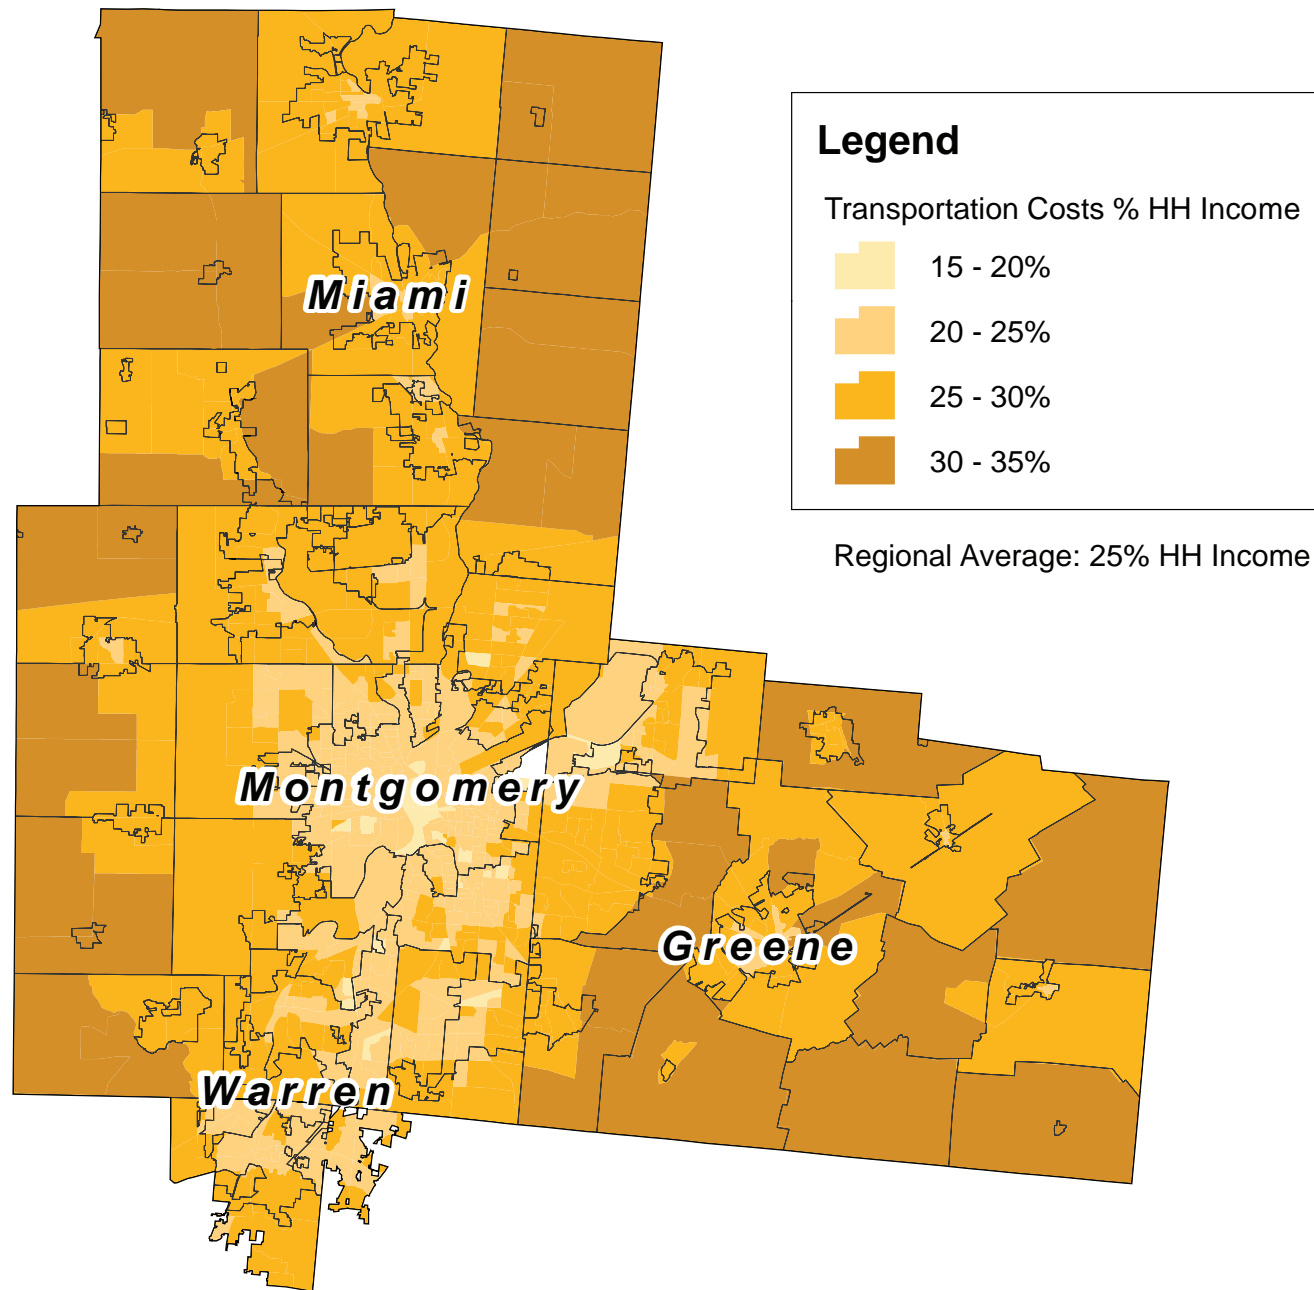 Legend
Transportation Costs % HH Income
15 - 20%
20 - 25%
25 - 30%
30 - 35%
Regional Average: 25% HH Income
Miami
Montgomery
Greene
Warren